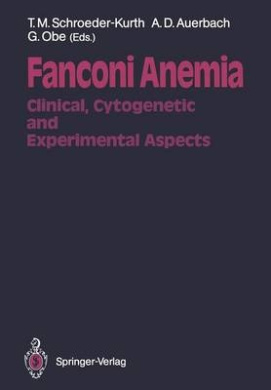 T.M. Schroeder-Kurth A.D. Auerbach
G. Obe (Eds.)
Fanconi Anemia
Clinical, Cytogenetic
and
Experimental Aspects
Springer-Verlag